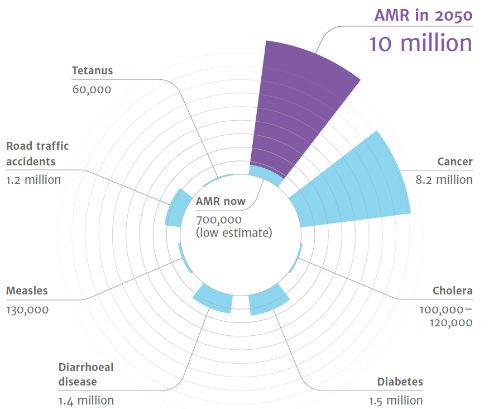 AMR in 2050
10 million
Tetanus
60,000
Road traffic
accidents
1.2 million
Cancer
8.2 million
AMR now
700,000
(low estimate)
Measles
130,000
Cholera
100,000–
120,000
Diarrhoeal
disease
1.4 million
Diabetes
1.5 million